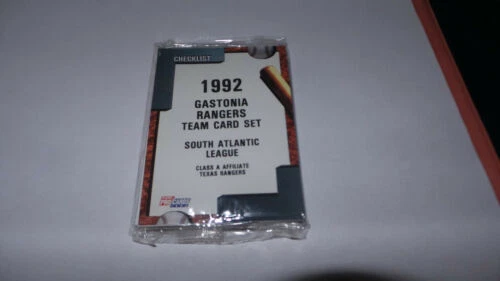 CHECKLIST
1992
GASTONIA
RANGERS
TEAM CARD SET
SOUTH ATLANTIC
LEAGUE
CLASS A AFFILIATE
TEXAS RANGERS